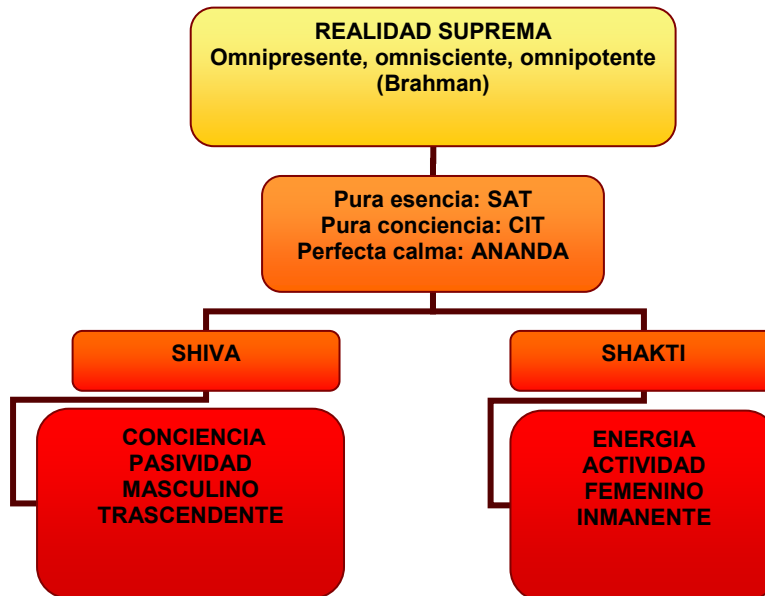 REALIDAD SUPREMA
Omnipresente, omnisciente, omnipotente
(Brahman)
Pura esencia: SAT
Pura conciencia: CIT
Perfecta calma: ANANDA
SHIVA
SHAKTI
CONCIENCIA
PASIVIDAD
MASCULINO
TRASCENDENTE
ENERGIA
ACTIVIDAD
FEMENINO
INMANENTE